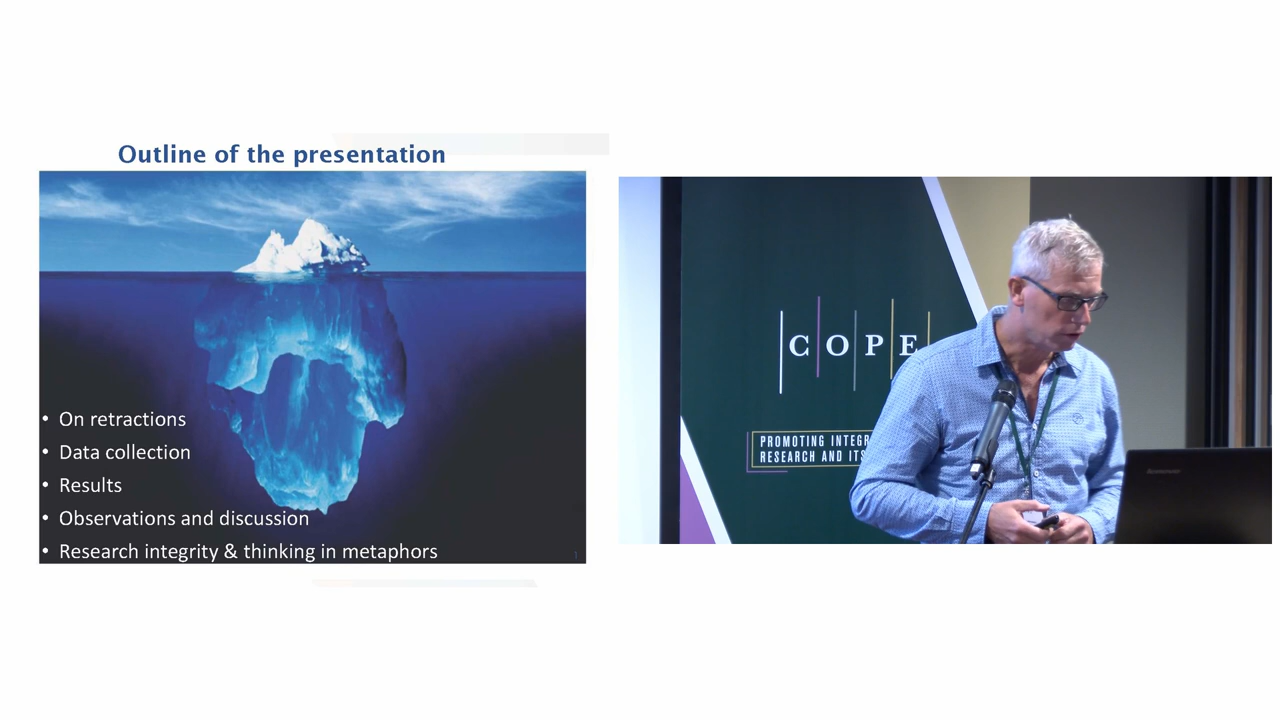 Outline of the presentation
• On retractions
• Data collection
• Results
• Observations and discussion
• Research integrity & thinking in metaphors
C O P E
PROMOTING INTEGR
RESEARCH AND ITS
lenovo